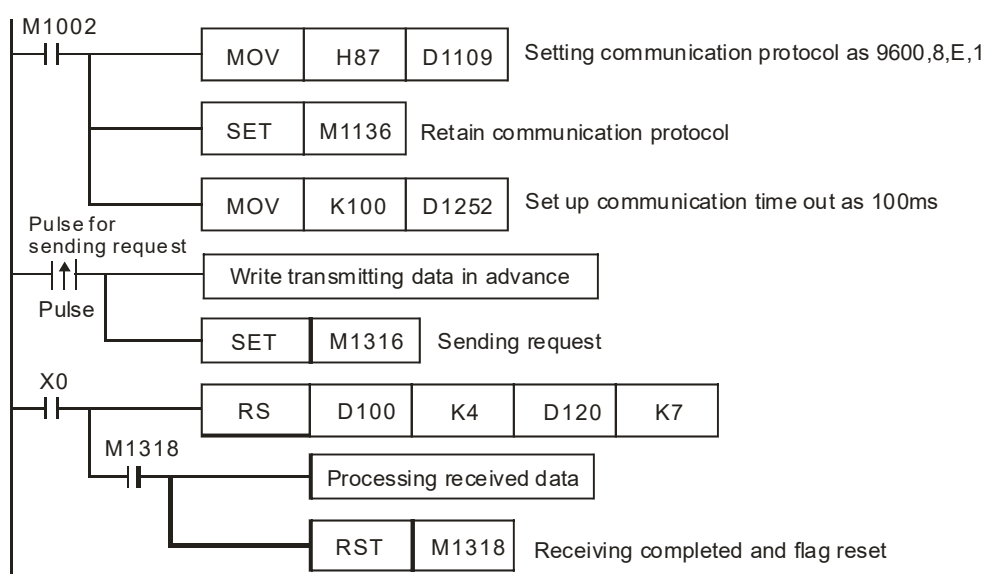 M1002
MOV H87 D1109 Setting communication protocol as 9600,8,E,1
SET M1136 Retain communication protocol
MOV K100 D1252 Set up communication time out as 100ms
Pulse for
sending request
Write transmitting data in advance
Pulse
SET M1316 Sending request
X0
RS D100 K4 D120 K7
M1318
Processing received data
RST M1318 Receiving completed and flag reset